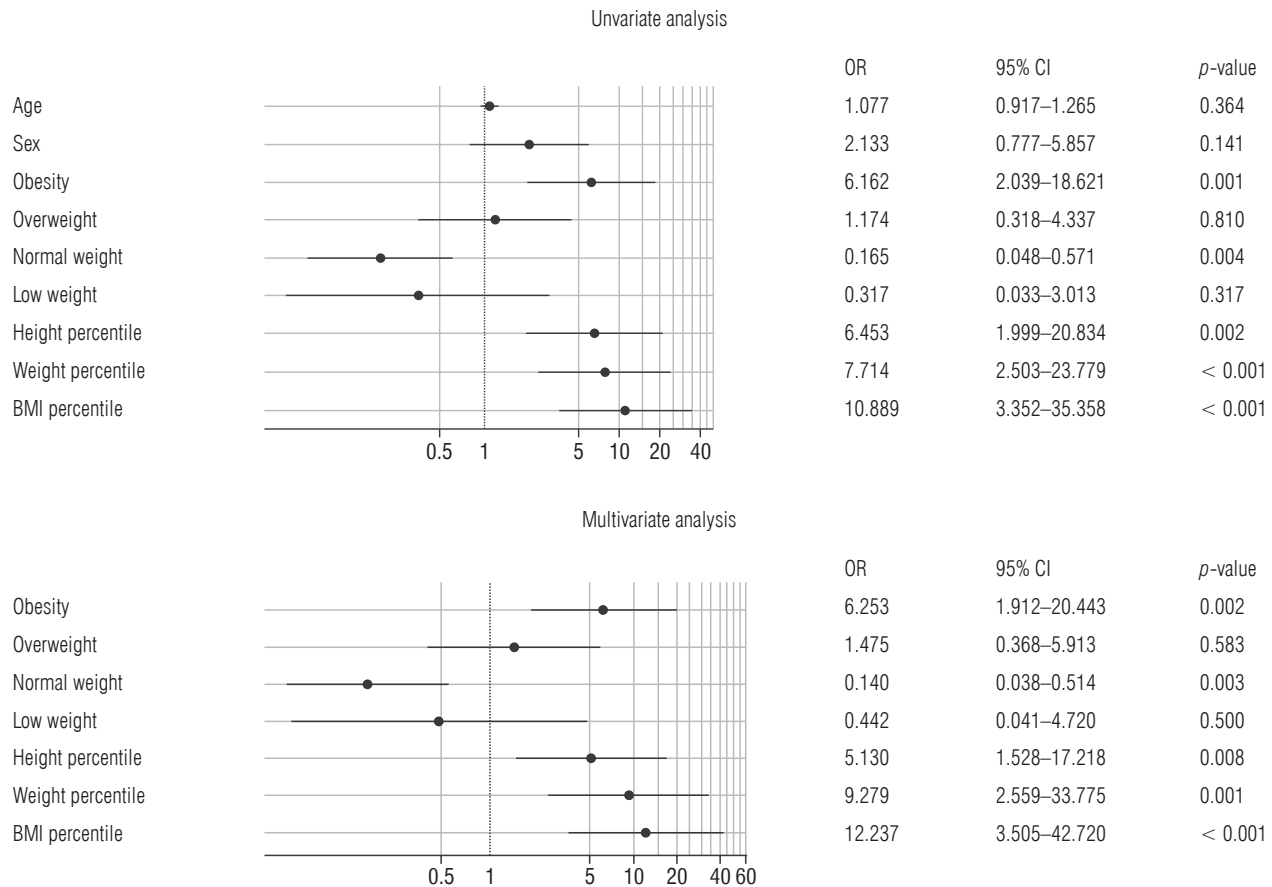 Unvariate analysis
OR 95% CI p-value
Age 1.077 0.917–1.265 0.364
Sex 2.133 0.777–5.857 0.141
Obesity 6.162 2.039–18.621 0.001
Overweight 1.174 0.318–4.337 0.810
Normal weight 0.165 0.048–0.571 0.004
Low weight 0.317 0.033–3.013 0.317
Height percentile 6.453 1.999–20.834 0.002
Weight percentile 7.714 2.503–23.779 < 0.001
BMI percentile 10.889 3.352–35.358 < 0.001
0.5 1 5 10 20 40
Multivariate analysis
OR 95% CI p-value
Obesity 6.253 1.912–20.443 0.002
Overweight 1.475 0.368–5.913 0.583
Normal weight 0.140 0.038–0.514 0.003
Low weight 0.442 0.041–4.720 0.500
Height percentile 5.130 1.528–17.218 0.008
Weight percentile 9.279 2.559–33.775 0.001
BMI percentile 12.237 3.505–42.720 < 0.001
0.5 1 5 10 20 40 60